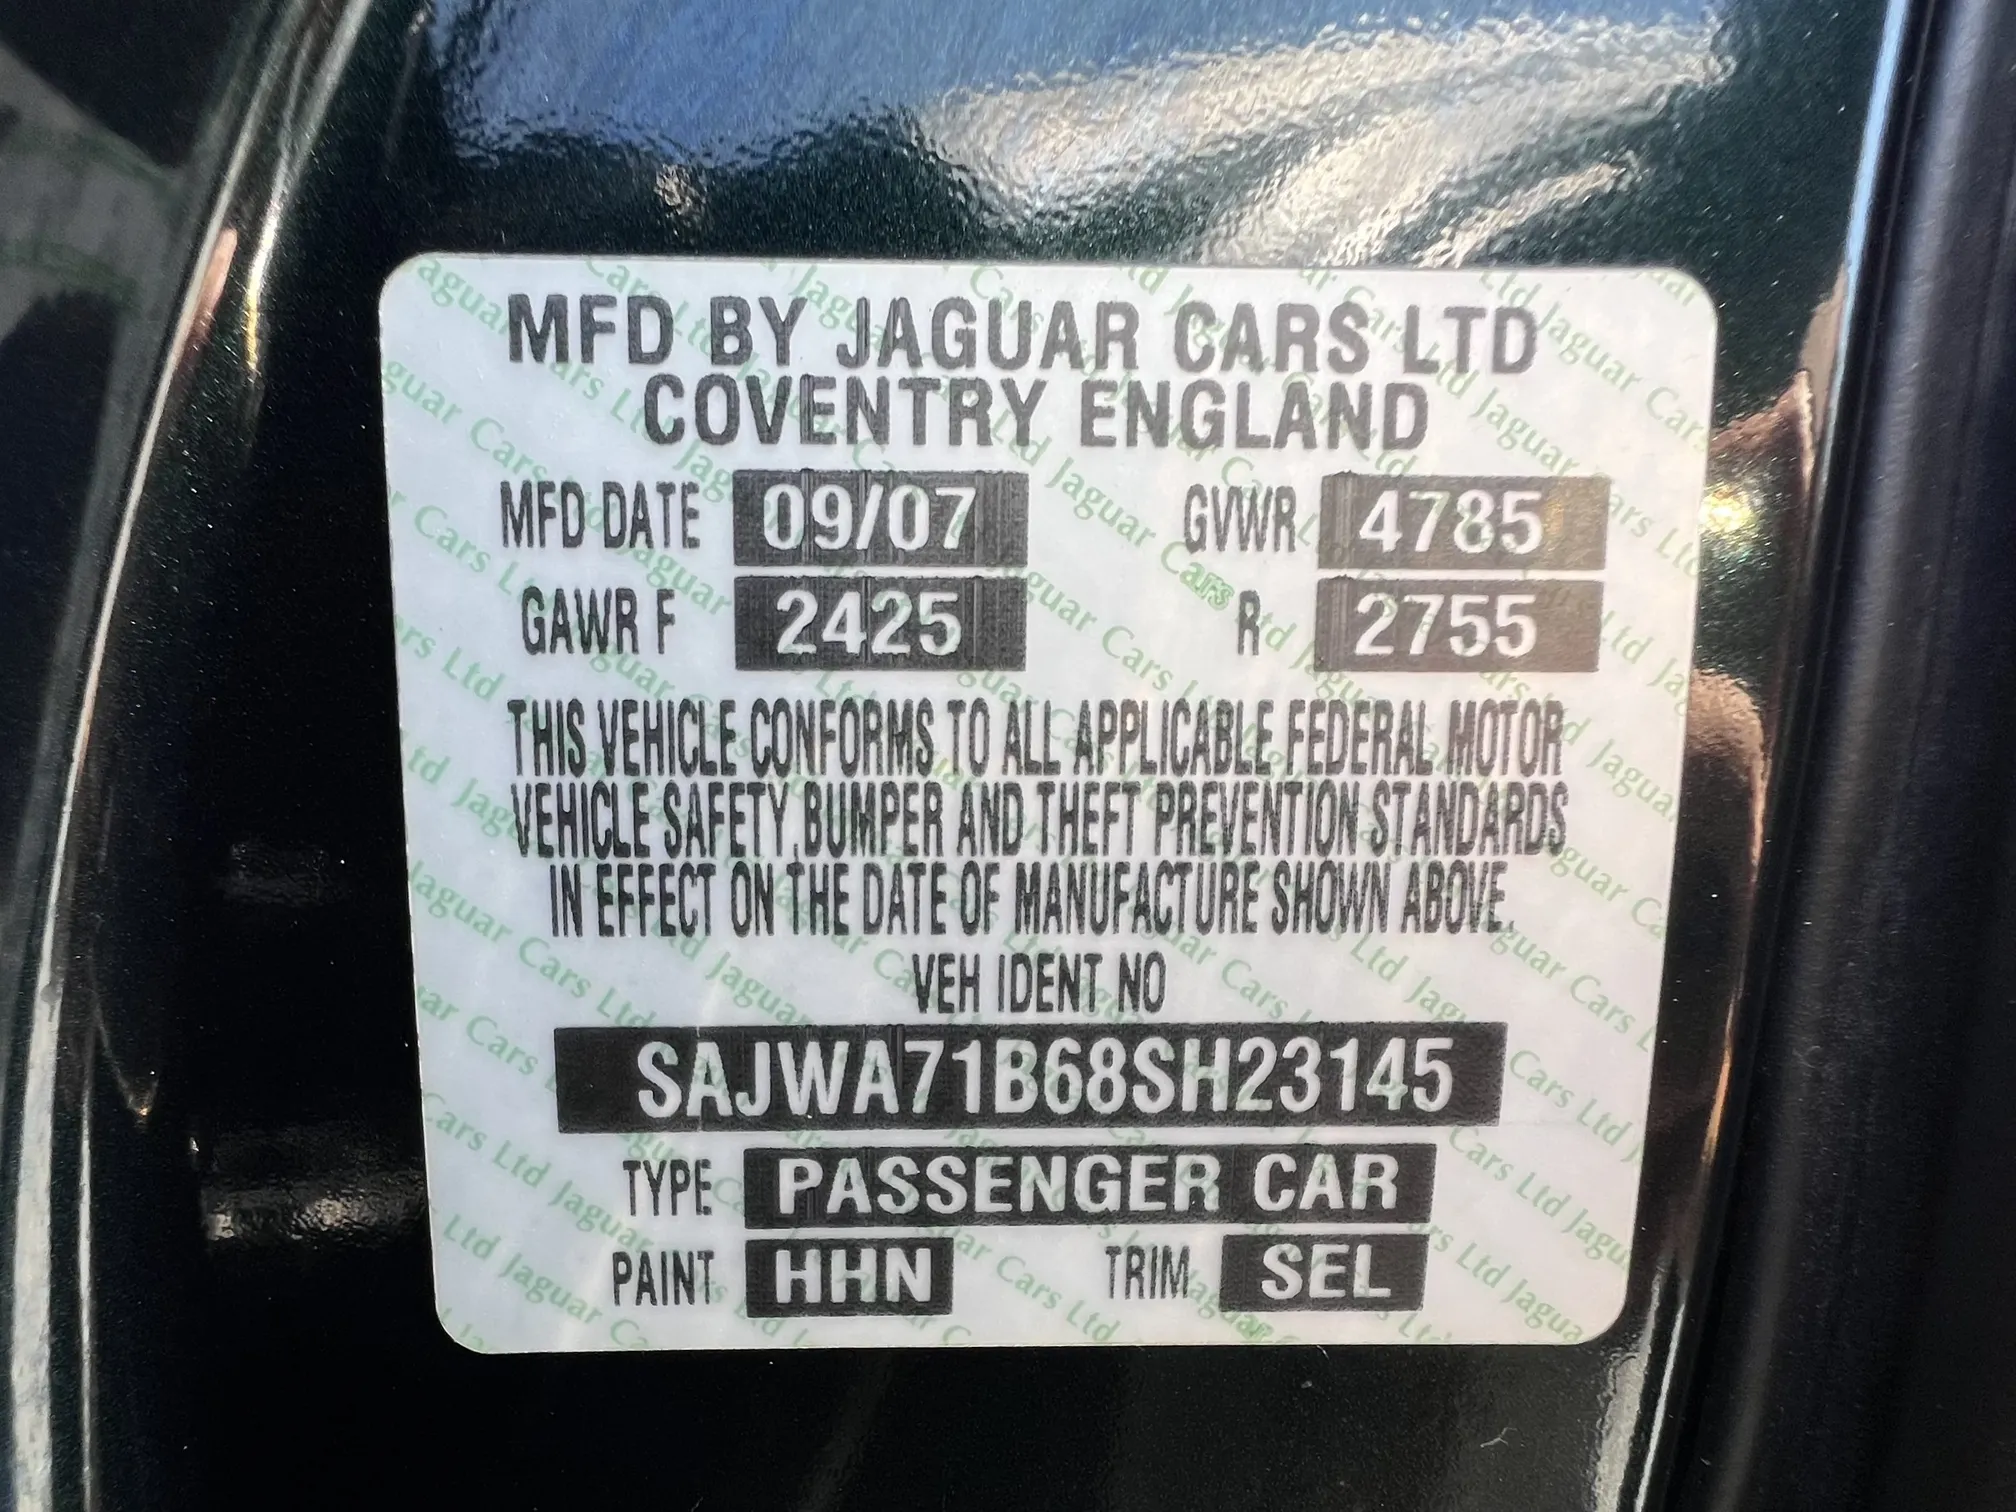 MFD BY JAGUAR CARS LTD
COVENTRY ENGLAND
MFD DATE 09/07 GVWR 4785
GAWR F 2425 R 2755
THIS VEHICLE CONFORMS TO ALL APPLICABLE FEDERAL MOTOR
VEHICLE SAFETY, BUMPER AND THEFT PREVENTION STANDARDS
IN EFFECT ON THE DATE OF MANUFACTURE SHOWN ABOVE.
VEH IDENT NO
SAJWA71B68SH23145
TYPE PASSENGER CAR
PAINT HHN TRIM SEL